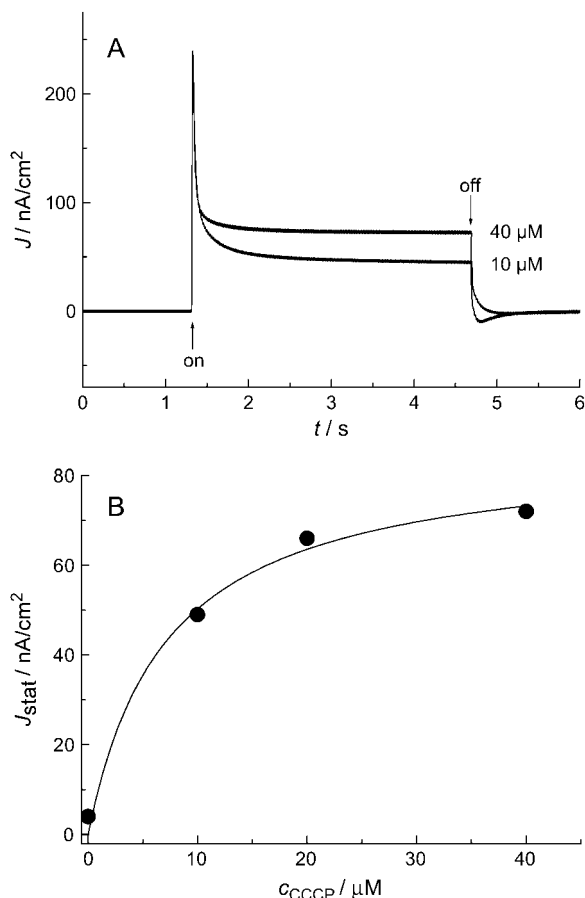 A
J / nA/cm²
200
100
0
off
40 µM
10 µM
on
0 1 2 3 4 5 6
t / s
B
J_stat / nA/cm²
80
60
40
20
0
0 10 20 30 40
c_CCCP / µM